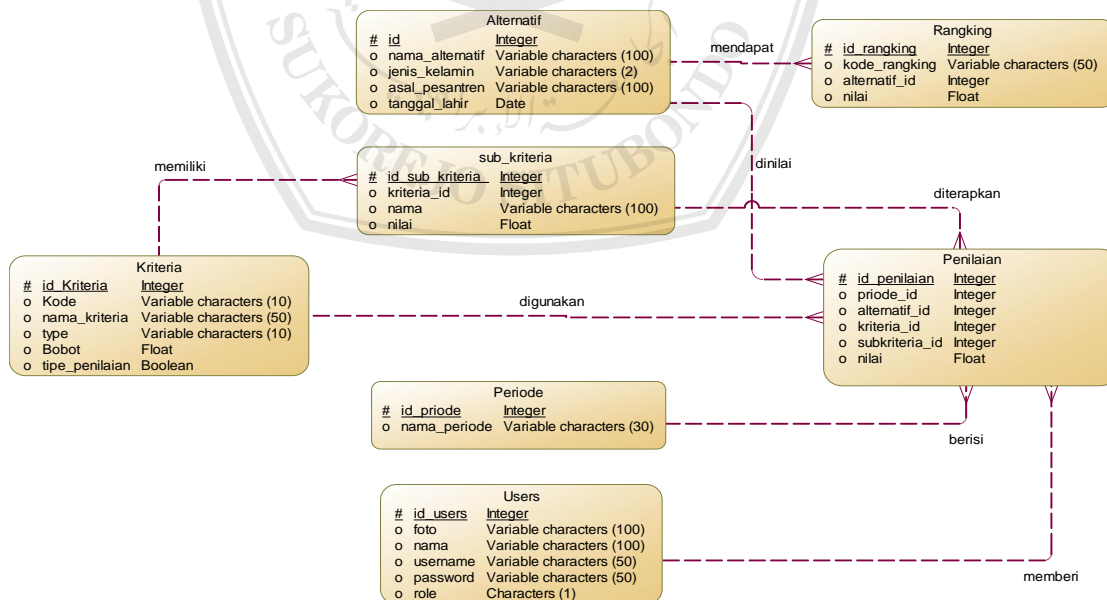 Alternatif
# id Integer
o nama_alternatif Variable characters (100)
o jenis_kelamin Variable characters (2)
o asal_pesantren Variable characters (100)
o tanggal_lahir Date
mendapat
Rangking
# id_rangking Integer
o kode_rangking Variable characters (50)
o alternatif_id Integer
o nilai Float
memiliki
sub_kriteria
# id_sub_kriteria Integer
o kriteria_id Integer
o nama Variable characters (100)
o nilai Float
dinilai
diterapkan
Kriteria
# id_Kriteria Integer
o Kode Variable characters (10)
o nama_kriteria Variable characters (50)
o type Variable characters (10)
o Bobot Float
o tipe_penilaian Boolean
digunakan
Penilaian
# id_penilaian Integer
o priode_id Integer
o alternatif_id Integer
o kriteria_id Integer
o subkriteria_id Integer
o nilai Float
Periode
# id_priode Integer
o nama_periode Variable characters (30)
berisi
Users
# id_users Integer
o foto Variable characters (100)
o nama Variable characters (100)
o username Variable characters (50)
o password Variable characters (50)
o role Characters (1)
memberi
SUKOREJO SITUBONDO